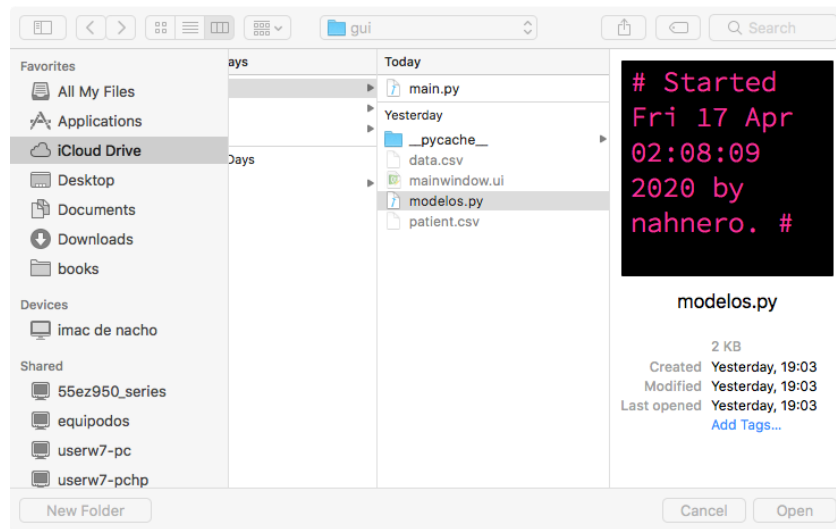 gui
Search
Favorites
All My Files
Applications
iCloud Drive
Desktop
Documents
Downloads
books
Devices
imac de nacho
Shared
55ez950_series
equipodos
userw7-pc
userw7-pchp
ays
Days
Today
main.py
Yesterday
__pycache__
data.csv
mainwindow.ui
modelos.py
patient.csv
# Started
Fri 17 Apr
02:08:09
2020 by
nahnero. #
modelos.py
2 KB
Created Yesterday, 19:03
Modified Yesterday, 19:03
Last opened Yesterday, 19:03
Add Tags...
New Folder
Cancel
Open